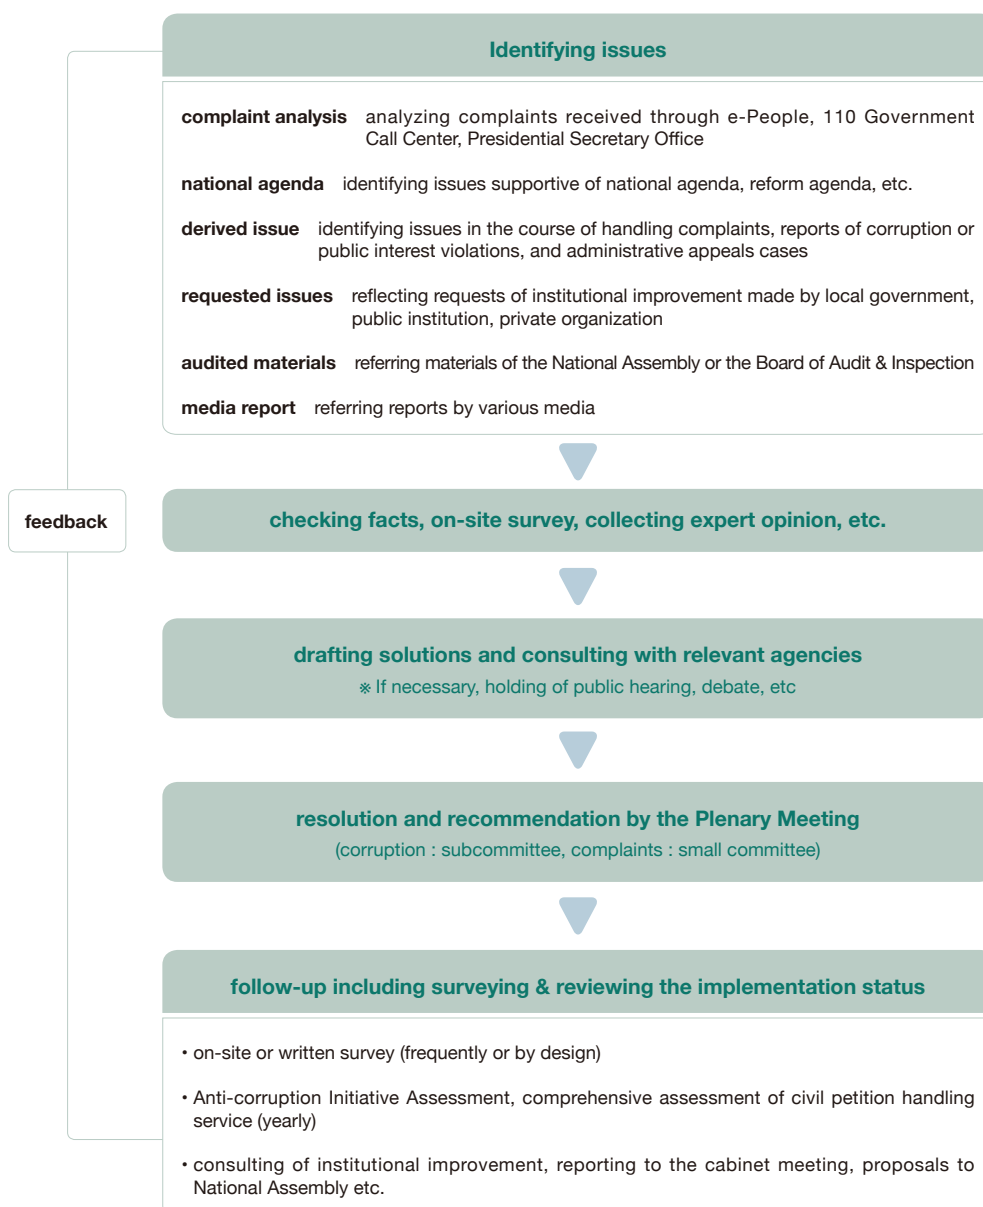 Identifying issues
complaint analysis analyzing complaints received through e-People, 110 Government
Call Center, Presidential Secretary Office
national agenda identifying issues supportive of national agenda, reform agenda, etc.
derived issue identifying issues in the course of handling complaints, reports of corruption or
public interest violations, and administrative appeals cases
requested issues reflecting requests of institutional improvement made by local government,
public institution, private organization
audited materials referring materials of the National Assembly or the Board of Audit & Inspection
media report referring reports by various media
feedback
checking facts, on-site survey, collecting expert opinion, etc.
drafting solutions and consulting with relevant agencies
※ If necessary, holding of public hearing, debate, etc
resolution and recommendation by the Plenary Meeting
(corruption : subcommittee, complaints : small committee)
follow-up including surveying & reviewing the implementation status
• on-site or written survey (frequently or by design)
• Anti-corruption Initiative Assessment, comprehensive assessment of civil petition handling
service (yearly)
• consulting of institutional improvement, reporting to the cabinet meeting, proposals to
National Assembly etc.